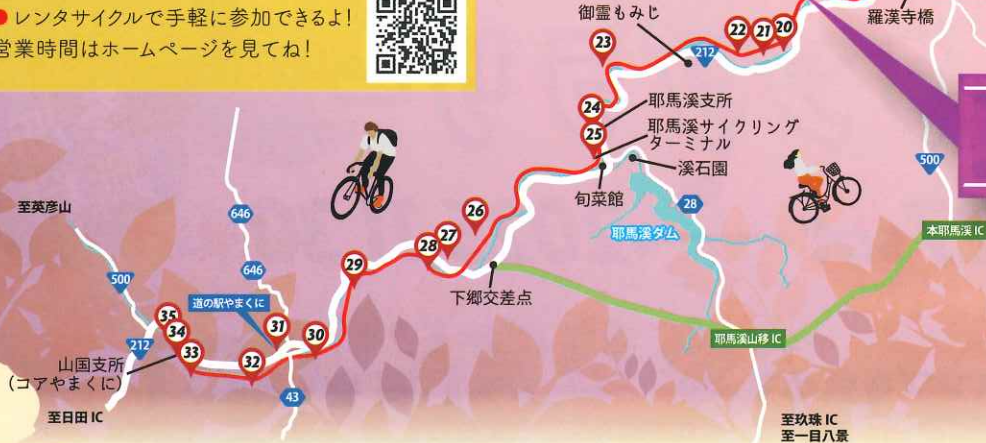 ● レンタサイクルで手軽に参加できるよ!
営業時間はホームページを見てね!
御霊もみじ
羅漢寺橋
23
22
21
20
212
24
耶馬溪支所
25
耶馬溪サイクリング
ターミナル
溪石園
500
旬菜館
28
至英彦山
646
26
耶馬溪ダム
本耶馬溪 IC
27
28
646
29
500
下郷交差点
道の駅やまくに
35
31
34
30
耶馬溪山移 IC
212
33
32
山国支所
(コアやまくに)
43
至日田 IC
至玖珠 IC
至一目八景